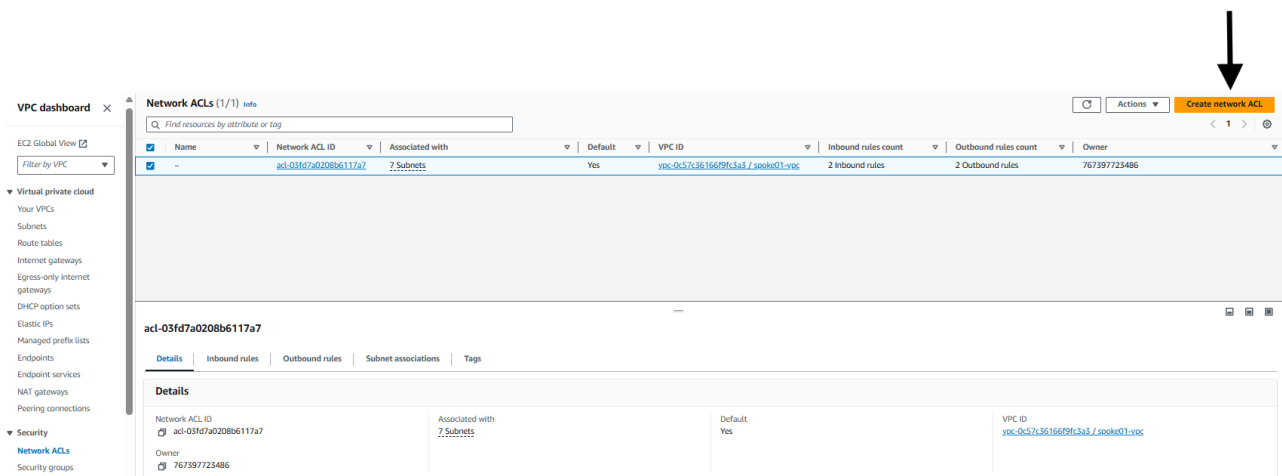 VPC dashboard
EC2 Global View
Filter by VPC
Virtual private cloud
Your VPCs
Subnets
Route tables
Internet gateways
Egress-only internet
gateways
DHCP option sets
Elastic IPs
Managed prefix lists
Endpoints
Endpoint services
NAT gateways
Peering connections
Security
Network ACLs
Security groups
Network ACLs (1/1) Info
Actions
Create network ACL
Find resources by attribute or tag
1
Name Network ACL ID Associated with Default VPC ID Inbound rules count Outbound rules count Owner
– acl-03fd7a0208b6117a7 7 Subnets Yes vpc-0c57c36166f9fc3a3 / spoke01-vpc 2 Inbound rules 2 Outbound rules 767397723486
acl-03fd7a0208b6117a7
Details Inbound rules Outbound rules Subnet associations Tags
Details
Network ACL ID Associated with Default VPC ID
acl-03fd7a0208b6117a7 7 Subnets Yes vpc-0c57c36166f9fc3a3 / spoke01-vpc
Owner
767397723486